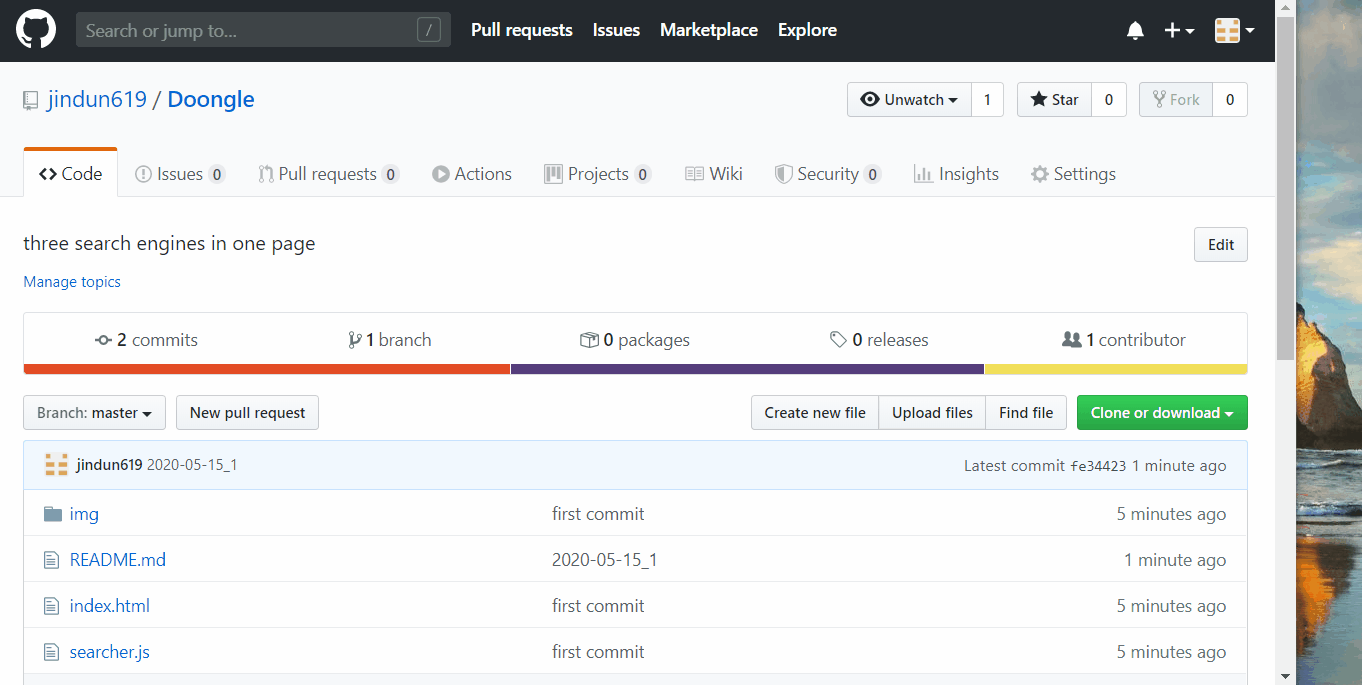 Search or jump to... / Pull requests Issues Marketplace Explore
jindun619 / Doongle Unwatch 1 Star 0 Fork 0
Code Issues 0 Pull requests 0 Actions Projects 0 Wiki Security 0 Insights Settings
three search engines in one page Edit
Manage topics
2 commits 1 branch 0 packages 0 releases 1 contributor
Branch: master New pull request Create new file Upload files Find file Clone or download
jindun619 2020-05-15_1 Latest commit fe34423 1 minute ago
img first commit 5 minutes ago
README.md 2020-05-15_1 1 minute ago
index.html first commit 5 minutes ago
searcher.js first commit 5 minutes ago